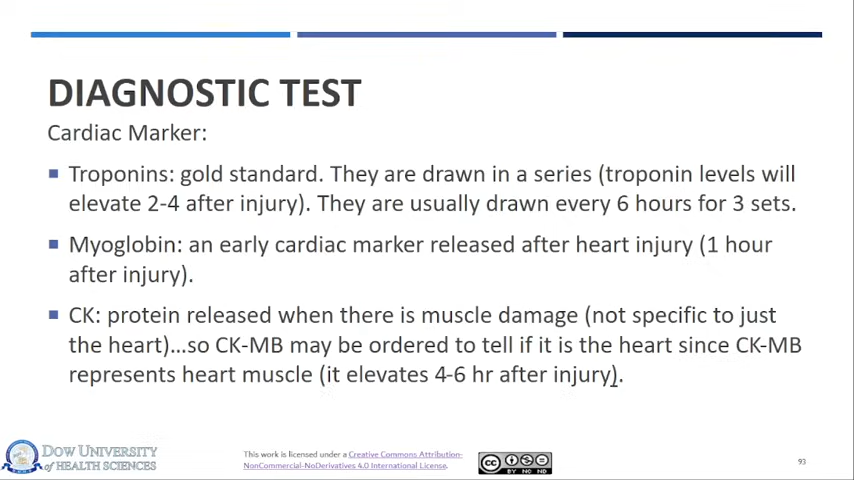 DIAGNOSTIC TEST
Cardiac Marker:
▪ Troponins: gold standard. They are drawn in a series (troponin levels will
elevate 2-4 after injury). They are usually drawn every 6 hours for 3 sets.
▪ Myoglobin: an early cardiac marker released after heart injury (1 hour
after injury).
▪ CK: protein released when there is muscle damage (not specific to just
the heart)…so CK-MB may be ordered to tell if it is the heart since CK-MB
represents heart muscle (it elevates 4-6 hr after injury).
DOW UNIVERSITY
of HEALTH SCIENCES
This work is licensed under a Creative Commons Attribution-
NonCommercial-NoDerivatives 4.0 International License.
cc
BY NC ND
93